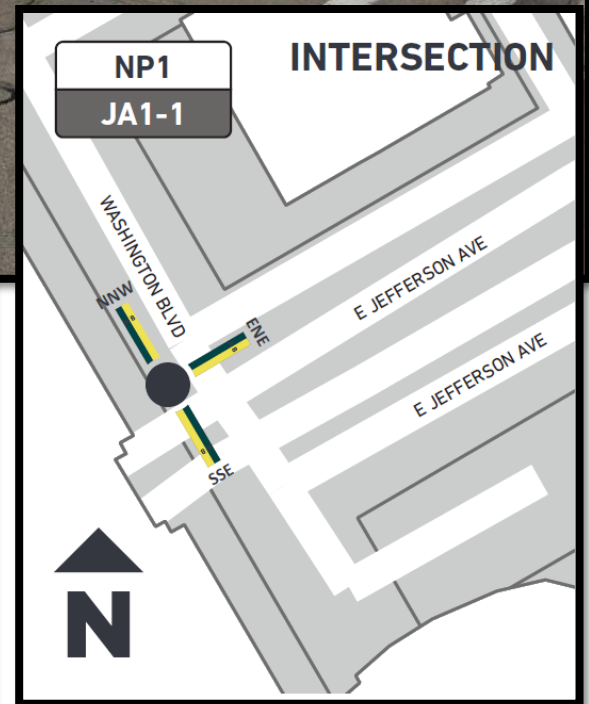 NP1
INTERSECTION
JA1-1
WASHINGTON BLVD
E JEFFERSON AVE
NNW
ENE
E JEFFERSON AVE
SSE
N